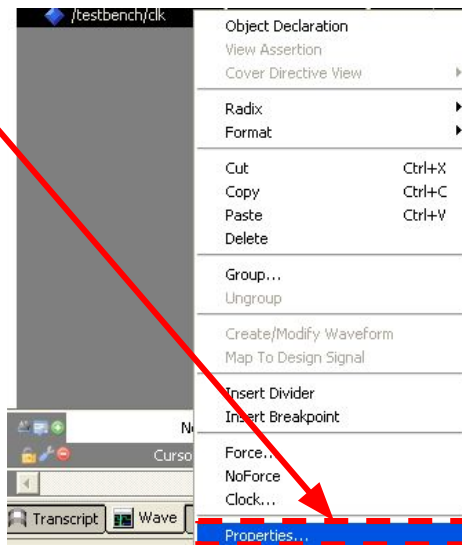 /testbench/clk
Object Declaration
View Assertion
Cover Directive View
Radix
Format
Cut Ctrl+X
Copy Ctrl+C
Paste Ctrl+V
Delete
Group...
Ungroup
Create/Modify Waveform
Map To Design Signal
Insert Divider
Insert Breakpoint
Force..
NoForce
Clock...
Properties...
Transcript
Wave